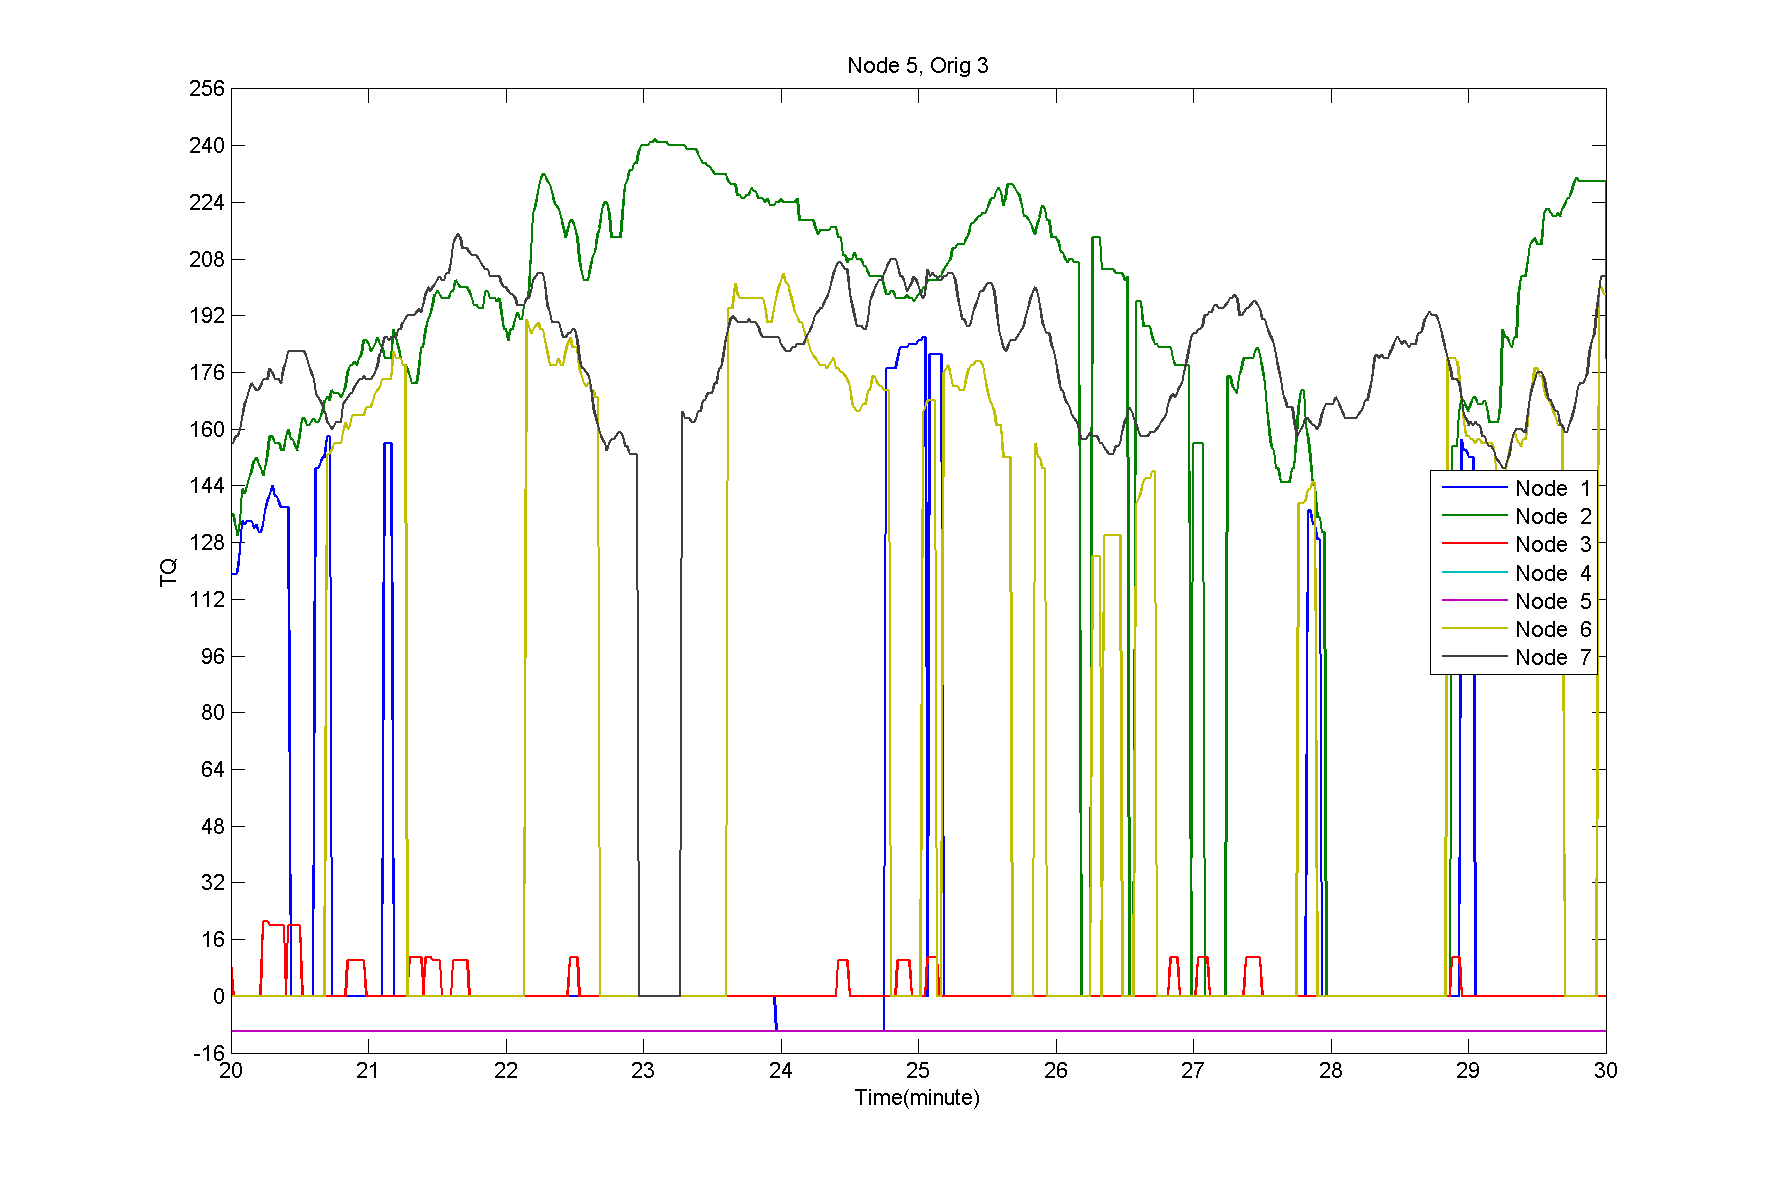 Node 5, Orig 3
256
240
224
208
192
176
160
144
128
112
96
80
64
48
32
16
0
-16
TQ
Node 1
Node 2
Node 3
Node 4
Node 5
Node 6
Node 7
20 21 22 23 24 25 26 27 28 29 30
Time(minute)